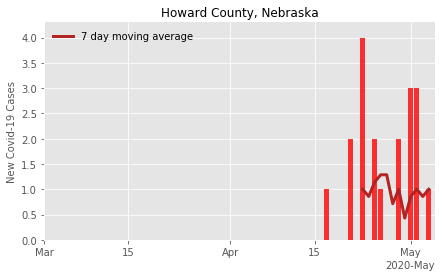 Howard County, Nebraska
7 day moving average
New Covid-19 Cases
4.0
3.5
3.0
2.5
2.0
1.5
1.0
0.5
0.0
Mar 15 Apr 15 May
2020-May